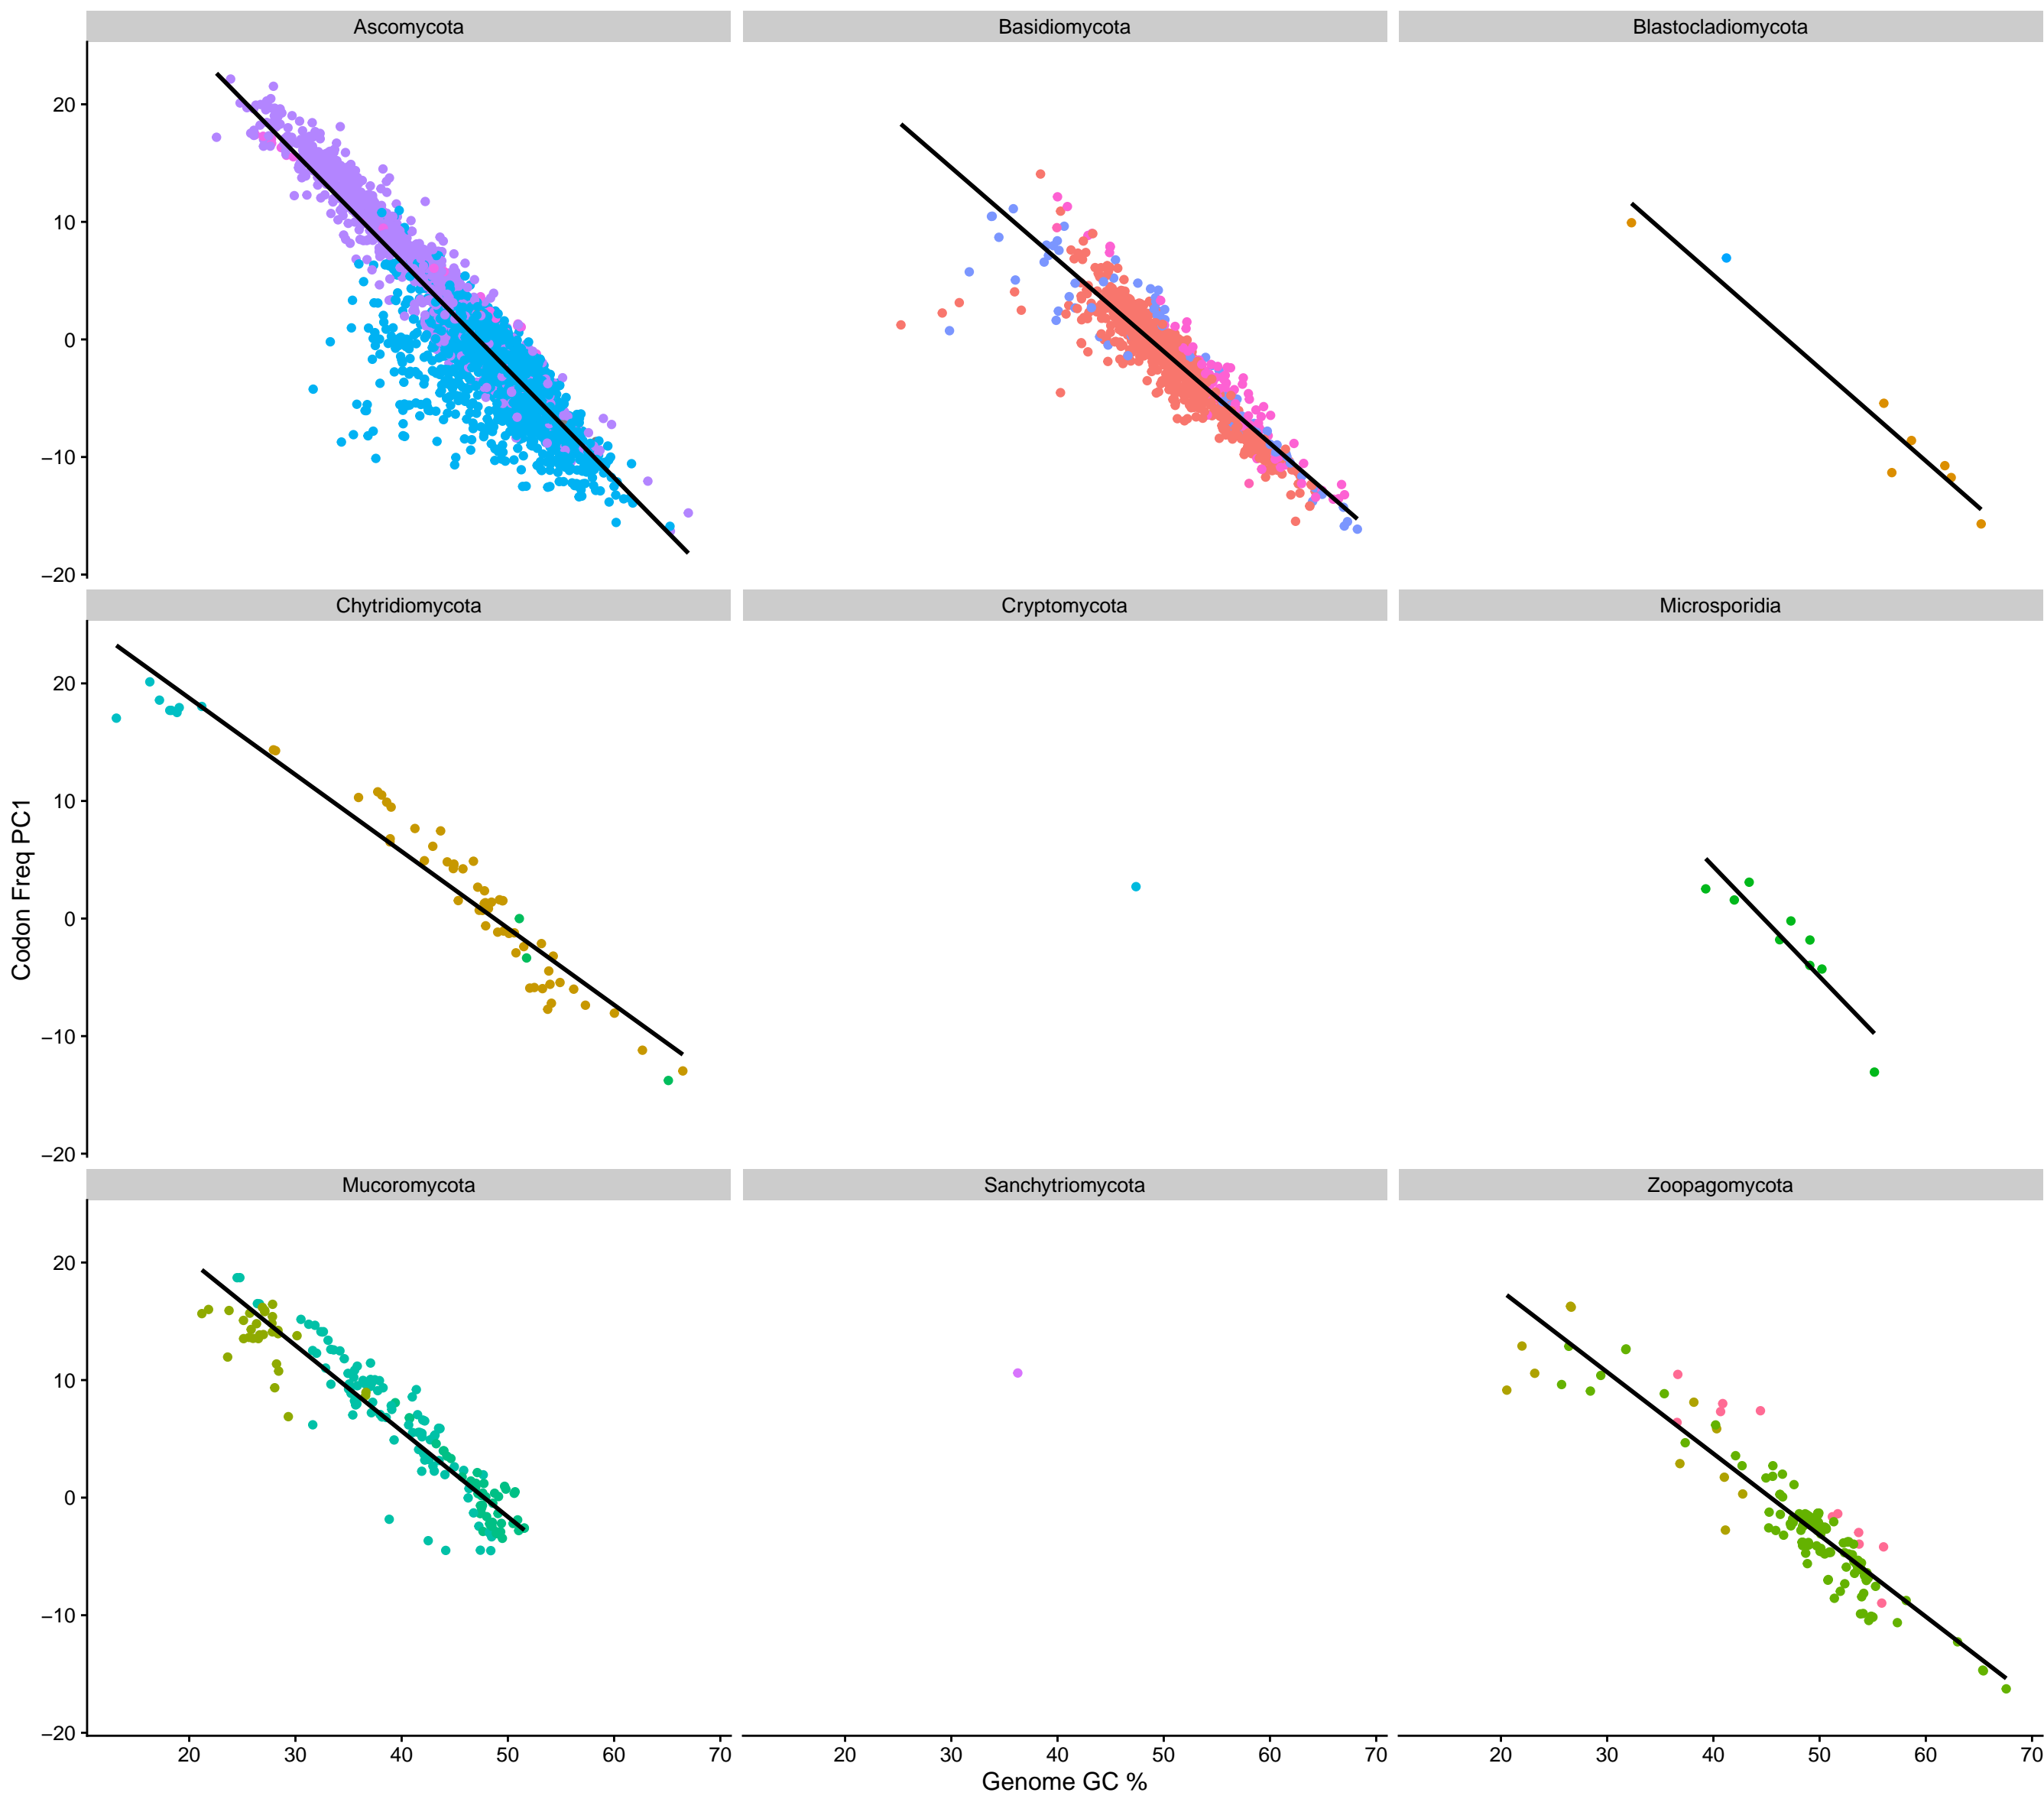 Ascomycota Basidiomycota Blastocladiomycota
20
10
0
−10
−20
Chytridiomycota Cryptomycota Microsporidia
20
10
0
−10
−20
Codon Freq PC1
Mucoromycota Sanchytriomycota Zoopagomycota
20
10
0
−10
−20
20 30 40 50 60 70 20 30 40 50 60 70 20 30 40 50 60 70
Genome GC %